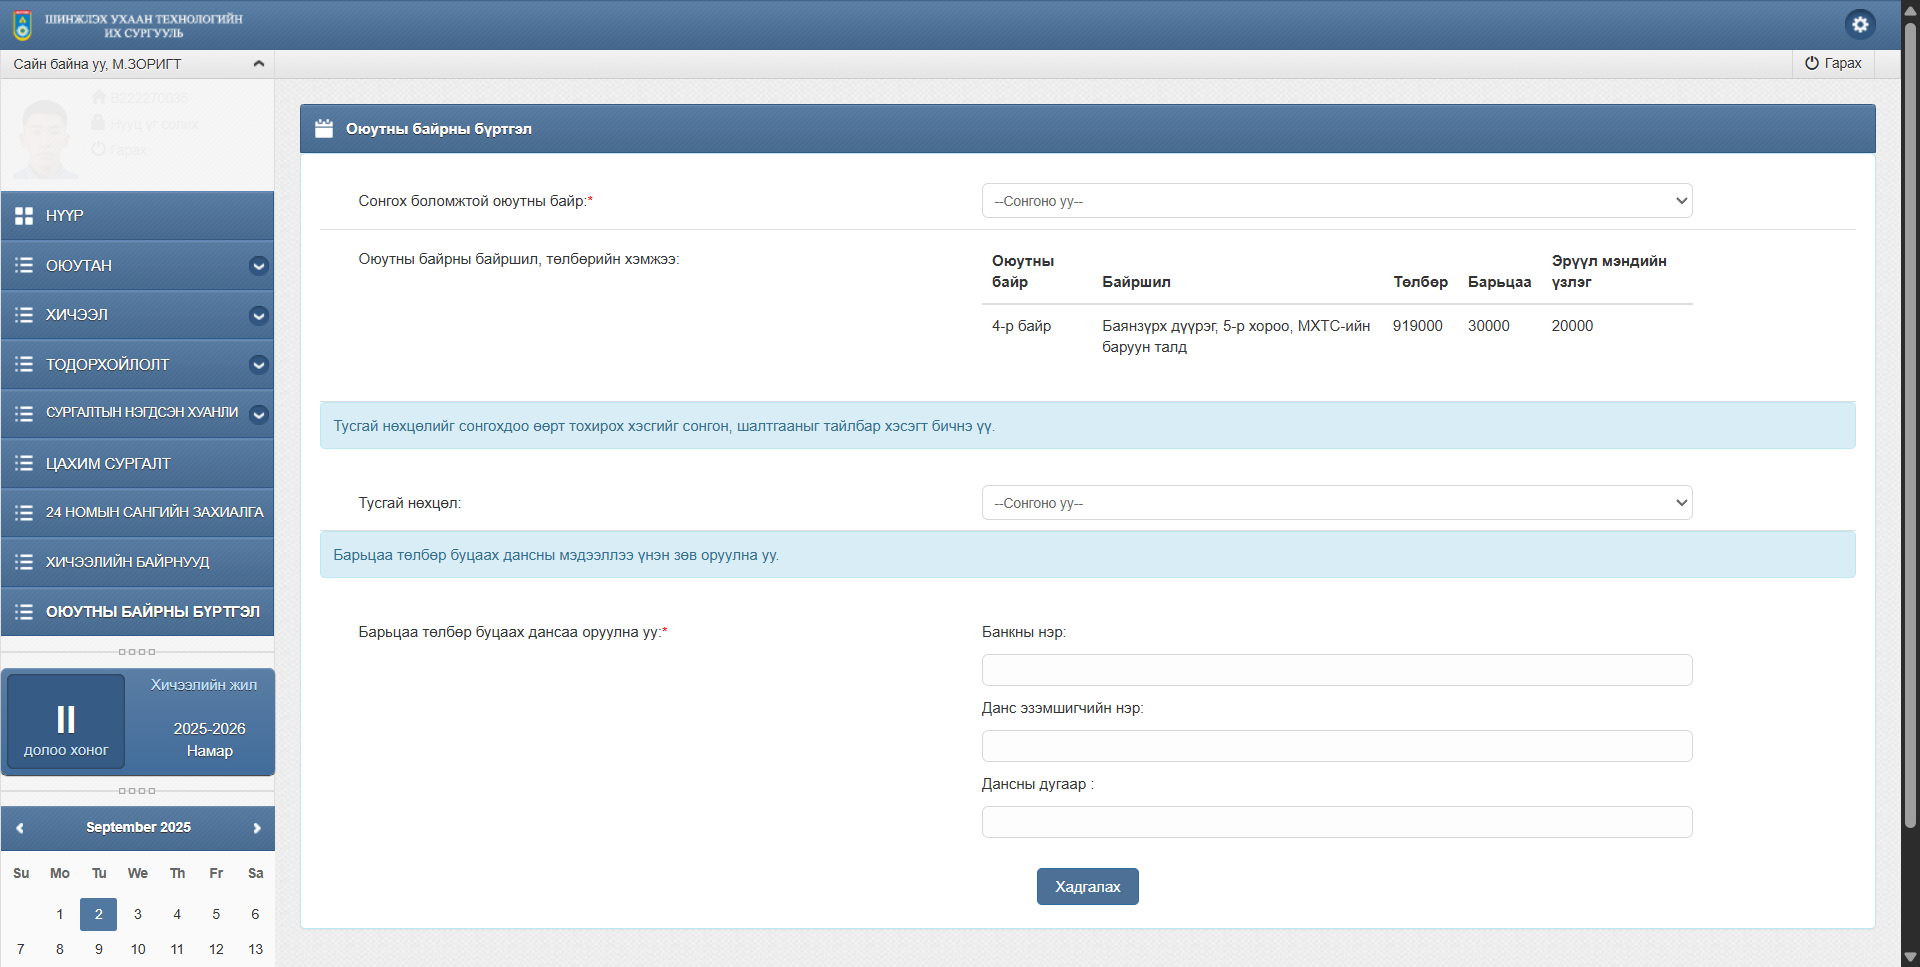 ШИНЖЛЭХ УХААН ТЕХНОЛОГИЙН
ИХ СУРГУУЛЬ
Сайн байна уу, М.ЗОРИГТ
Гарах
B222270035
Нууц үг солих
Гарах
НҮҮР
ОЮУТАН
ХИЧЭЭЛ
ТОДОРХОЙЛОЛТ
СУРГАЛТЫН НЭГДСЭН ХУАНЛИ
ЦАХИМ СУРГАЛТ
24 НОМЫН САНГИЙН ЗАХИАЛГА
ХИЧЭЭЛИЙН БАЙРНУУД
ОЮУТНЫ БАЙРНЫ БҮРТГЭЛ
II
долоо хоног
Хичээлийн жил
2025-2026
Намар
September 2025
Su Mo Tu We Th Fr Sa
1 2 3 4 5 6
7 8 9 10 11 12 13
Оюутны байрны бүртгэл
Сонгох боломжтой оюутны байр:*
--Сонгоно уу--
Оюутны байрны байршил, төлбөрийн хэмжээ:
Оюутны байр Байршил Төлбөр Барьцаа Эрүүл мэндийн үзлэг
4-р байр Баянзүрх дүүрэг, 5-р хороо, МХТС-ийн баруун талд 919000 30000 20000
Тусгай нөхцөлийг сонгохдоо өөрт тохирох хэсгийг сонгон, шалтгааныг тайлбар хэсэгт бичнэ үү.
Тусгай нөхцөл:
--Сонгоно уу--
Барьцаа төлбөр буцаах дансны мэдээллээ үнэн зөв оруулна уу.
Барьцаа төлбөр буцаах дансаа оруулна уу:*
Банкны нэр:
Данс эзэмшигчийн нэр:
Дансны дугаар :
Хадгалах